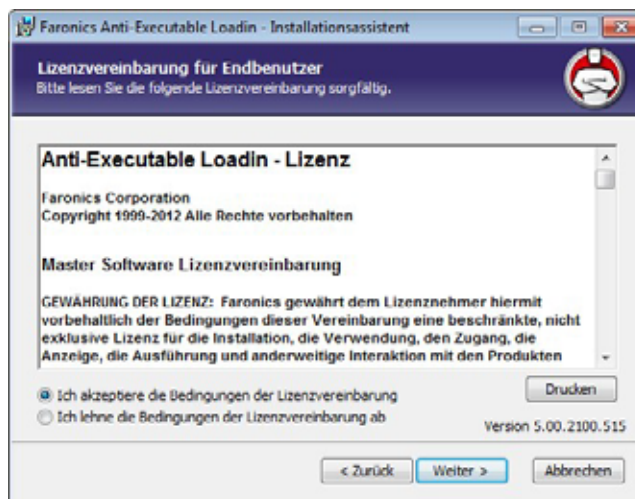 Faronics Anti-Executable Loadin - Installationsassistent
Lizenzvereinbarung für Endbenutzer
Bitte lesen Sie die folgende Lizenzvereinbarung sorgfältig.
Anti-Executable Loadin - Lizenz
Faronics Corporation
Copyright 1999-2012 Alle Rechte vorbehalten
Master Software Lizenzvereinbarung
GEWÄHRUNG DER LIZENZ: Faronics gewährt dem Lizenznehmer hiermit
vorbehaltlich der Bedingungen dieser Vereinbarung eine beschränkte, nicht
exklusive Lizenz für die Installation, die Verwendung, den Zugang, die
Anzeige, die Ausführung und anderweitige Interaktion mit den Produkten
Ich akzeptiere die Bedingungen der Lizenzvereinbarung
Drucken
Ich lehne die Bedingungen der Lizenzvereinbarung ab
Version 5.00.2100.515
< Zurück
Weiter >
Abbrechen